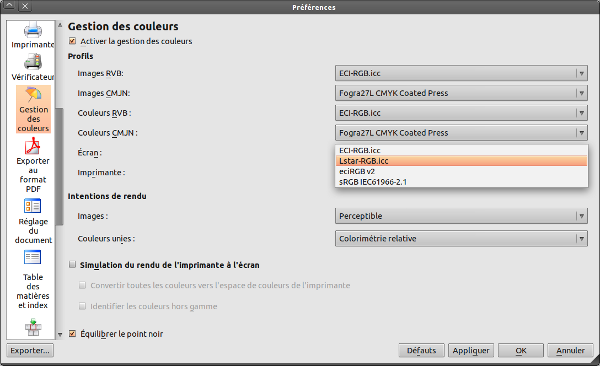 Préférences
Imprimante
Vérificateur
Gestion
des
couleurs
Exporter
au
format
PDF
Réglage
du
document
Table
des
matières
et index
Gestion des couleurs
Activer la gestion des couleurs
Profils
Images RVB: ECI-RGB.icc
Images CMJN: Fogra27L CMYK Coated Press
Couleurs RVB : ECI-RGB.icc
Couleurs CMJN : Fogra27L CMYK Coated Press
Écran :
ECI-RGB.icc
Lstar-RGB.icc
eciRGB v2
sRGB IEC61966-2.1
Imprimante :
Intentions de rendu
Images : Perceptible
Couleurs unies : Colorimétrie relative
Simulation du rendu de l'imprimante à l'écran
Convertir toutes les couleurs vers l'espace de couleurs de l'imprimante
Identifier les couleurs hors gamme
Équilibrer le point noir
Exporter... Défauts Appliquer OK Annuler